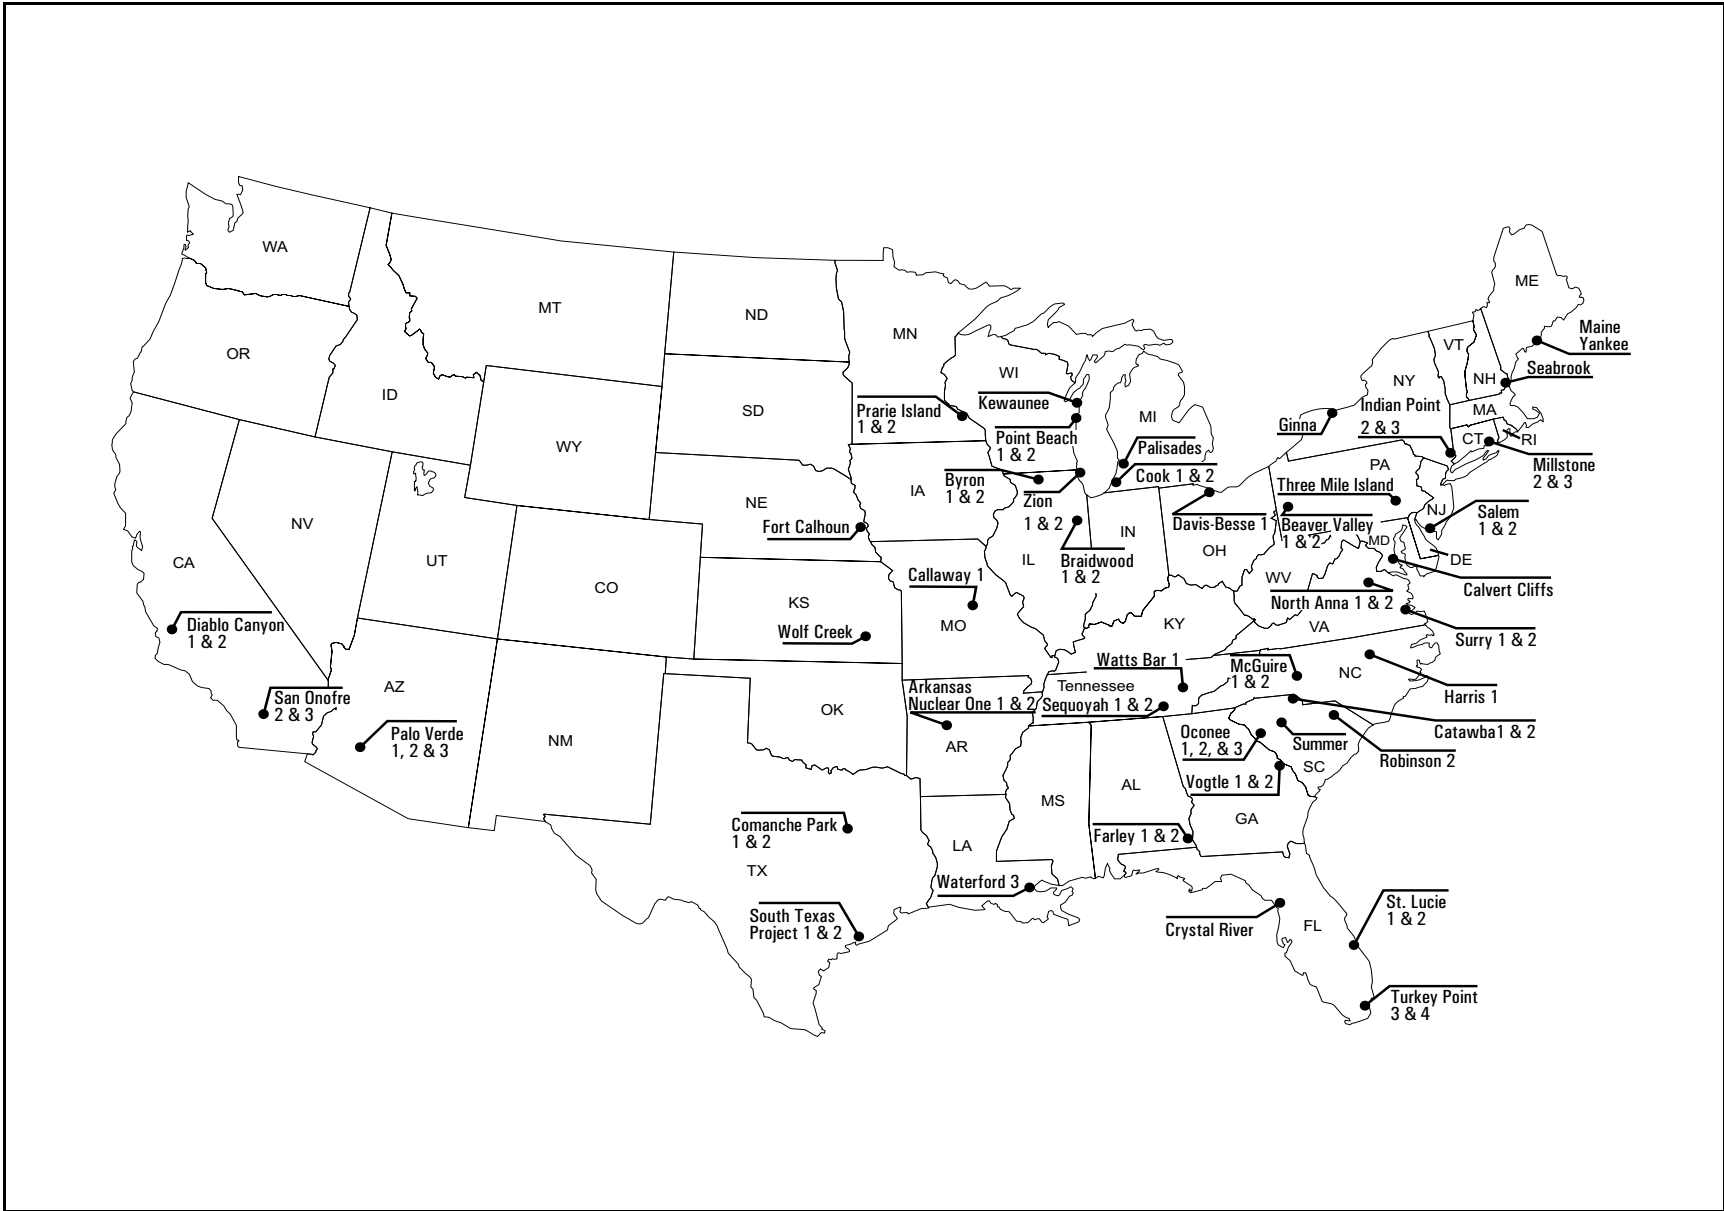 WA
MT
ND
MN
OR
ID
SD
WI
MI
ME
Maine
Yankee
VT
NH
Seabrook
NY
MA
CT
RI
Millstone
2 & 3
Indian Point
2 & 3
Ginna
WY
Prarie Island
1 & 2
Kewaunee
Point Beach
1 & 2
Palisades
Cook 1 & 2
Byron
1 & 2
Zion
1 & 2
Braidwood
1 & 2
Davis-Besse 1
PA
Three Mile Island
Beaver Valley
1 & 2
NJ
Salem
1 & 2
MD
DE
Calvert Cliffs
NE
Fort Calhoun
IA
IL
IN
OH
WV
North Anna 1 & 2
VA
Surry 1 & 2
NV
UT
CO
KS
Wolf Creek
Callaway 1
MO
KY
CA
Diablo Canyon
1 & 2
San Onofre
2 & 3
AZ
Palo Verde
1, 2 & 3
NM
OK
Arkansas
Nuclear One 1 & 2
AR
Watts Bar 1
Tennessee
Sequoyah 1 & 2
McGuire
1 & 2
NC
Harris 1
Catawba1 & 2
Robinson 2
Summer
Oconee
1, 2, & 3
SC
Vogtle 1 & 2
MS
AL
GA
Farley 1 & 2
Comanche Park
1 & 2
TX
South Texas
Project 1 & 2
LA
Waterford 3
Crystal River
FL
St. Lucie
1 & 2
Turkey Point
3 & 4